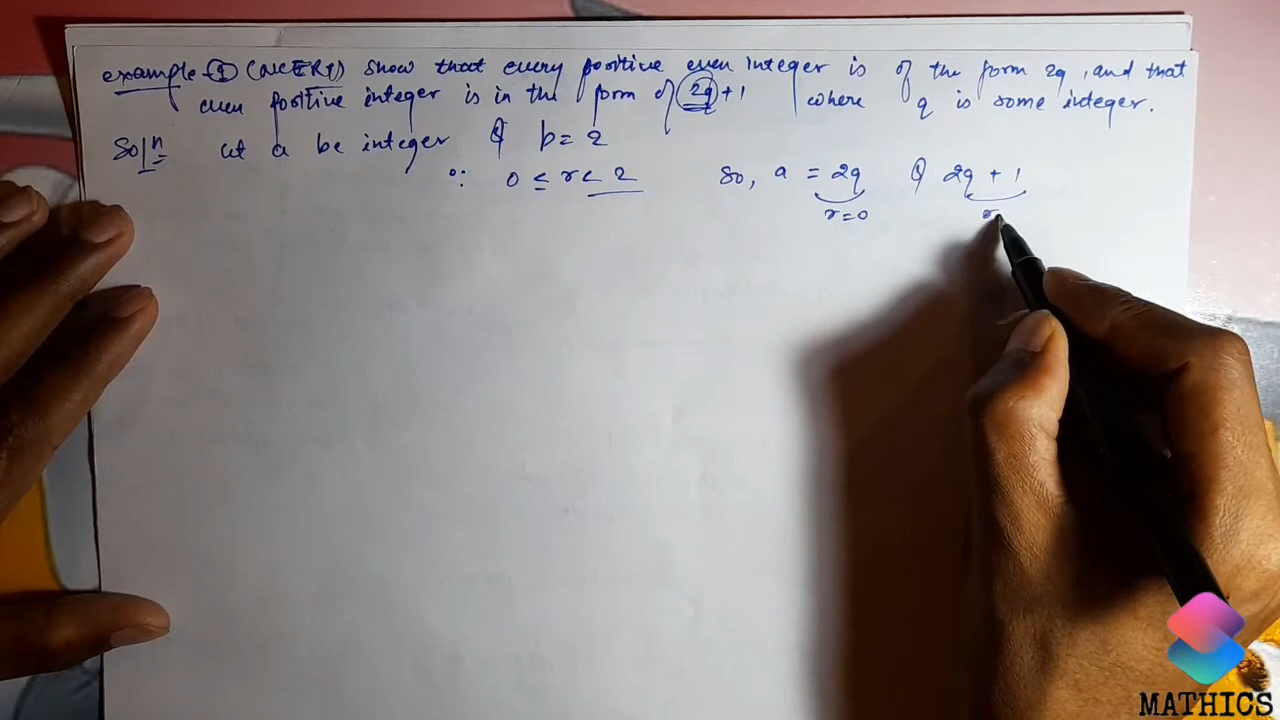 example-① (NCERT) show that every positive even integer is of the form 2q, and that
even positive integer is in the form of 2q+1 where q is some integer.
Solⁿ Let a be integer & b=2
∵ 0 ≤ r < 2 So, a = 2q & 2q + 1
r=0
MATHICS